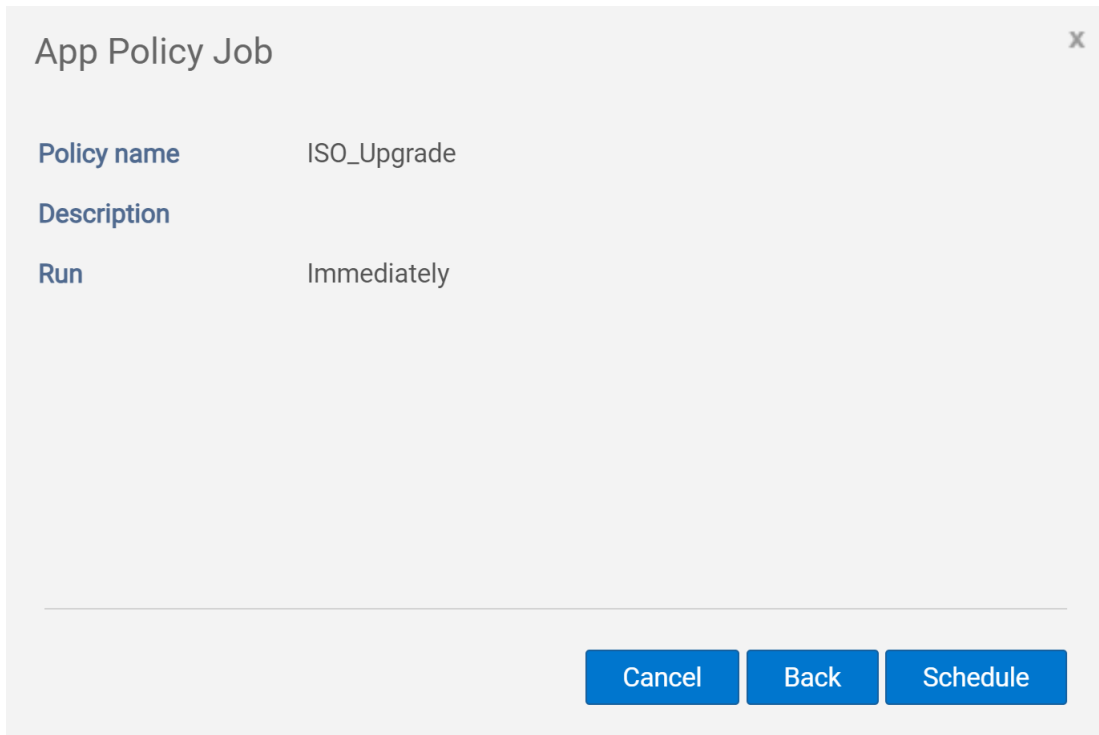 App Policy Job
x
Policy name ISO_Upgrade
Description
Run Immediately
Cancel Back Schedule